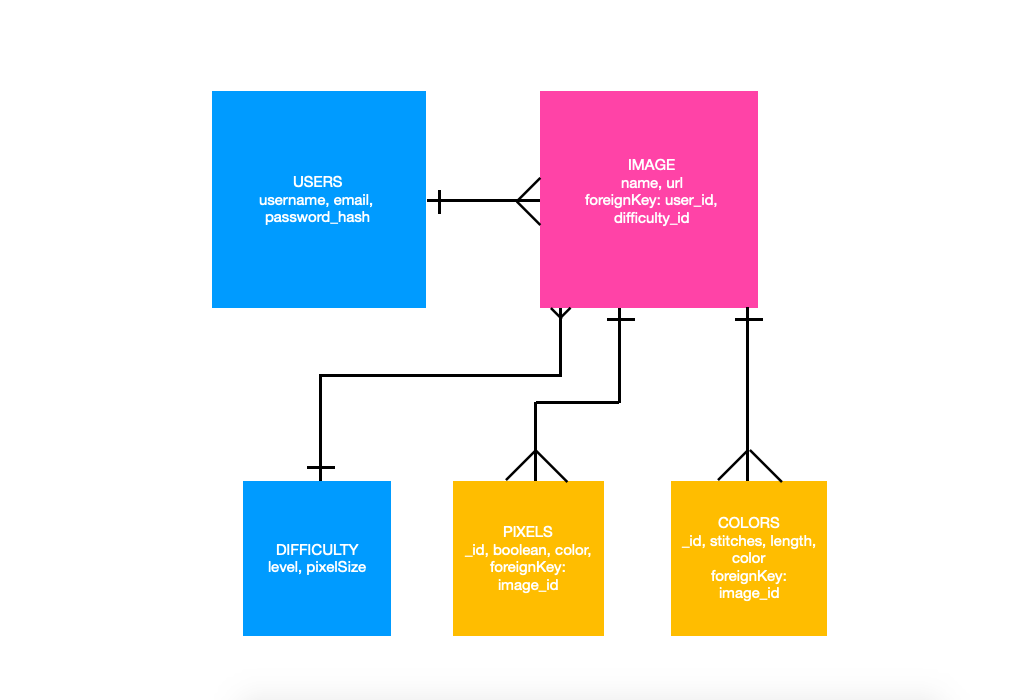 USERS
username, email,
password_hash
IMAGE
name, url
foreignKey: user_id,
difficulty_id
DIFFICULTY
level, pixelSize
PIXELS
_id, boolean, color,
foreignKey:
image_id
COLORS
_id, stitches, length,
color
foreignKey:
image_id